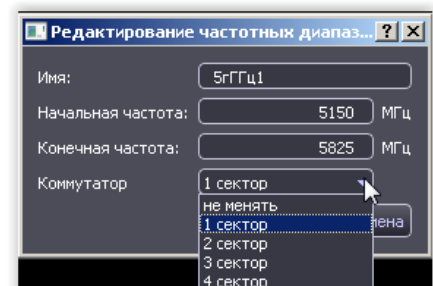 Редактирование частотных диапаз...
Имя: 5гГГц1
Начальная частота: 5150 МГц
Конечная частота: 5825 МГц
Коммутатор 1 сектор
не менять
1 сектор
2 сектор
3 сектор
4 сектор